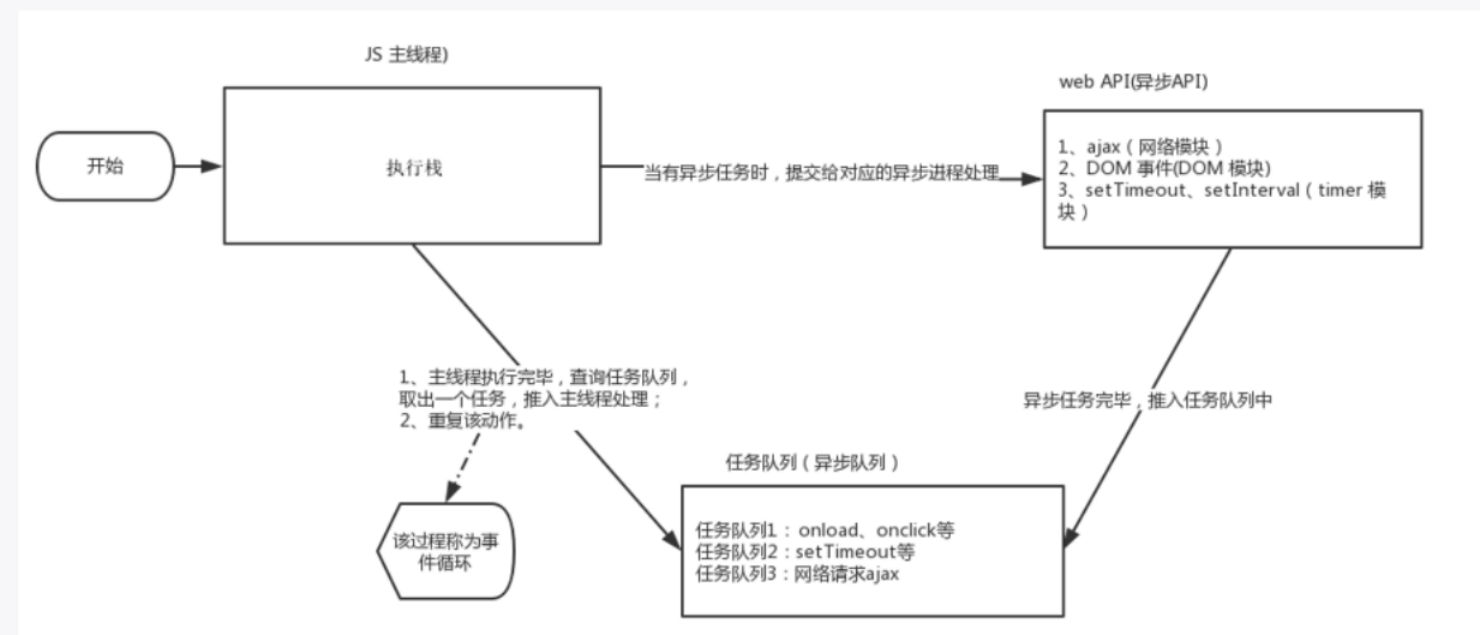 JS 主线程)
web API(异步API)
开始
执行栈
当有异步任务时，提交给对应的异步进程处理
1、ajax（网络模块）
2、DOM 事件(DOM 模块)
3、setTimeout、setInterval（timer 模
块）
1、主线程执行完毕，查询任务队列，
取出一个任务，推入主线程处理；
2、重复该动作。
异步任务完毕，推入任务队列中
任务队列（异步队列）
任务队列1：onload、onclick等
任务队列2：setTimeout等
任务队列3：网络请求ajax
该过程称为事
件循环